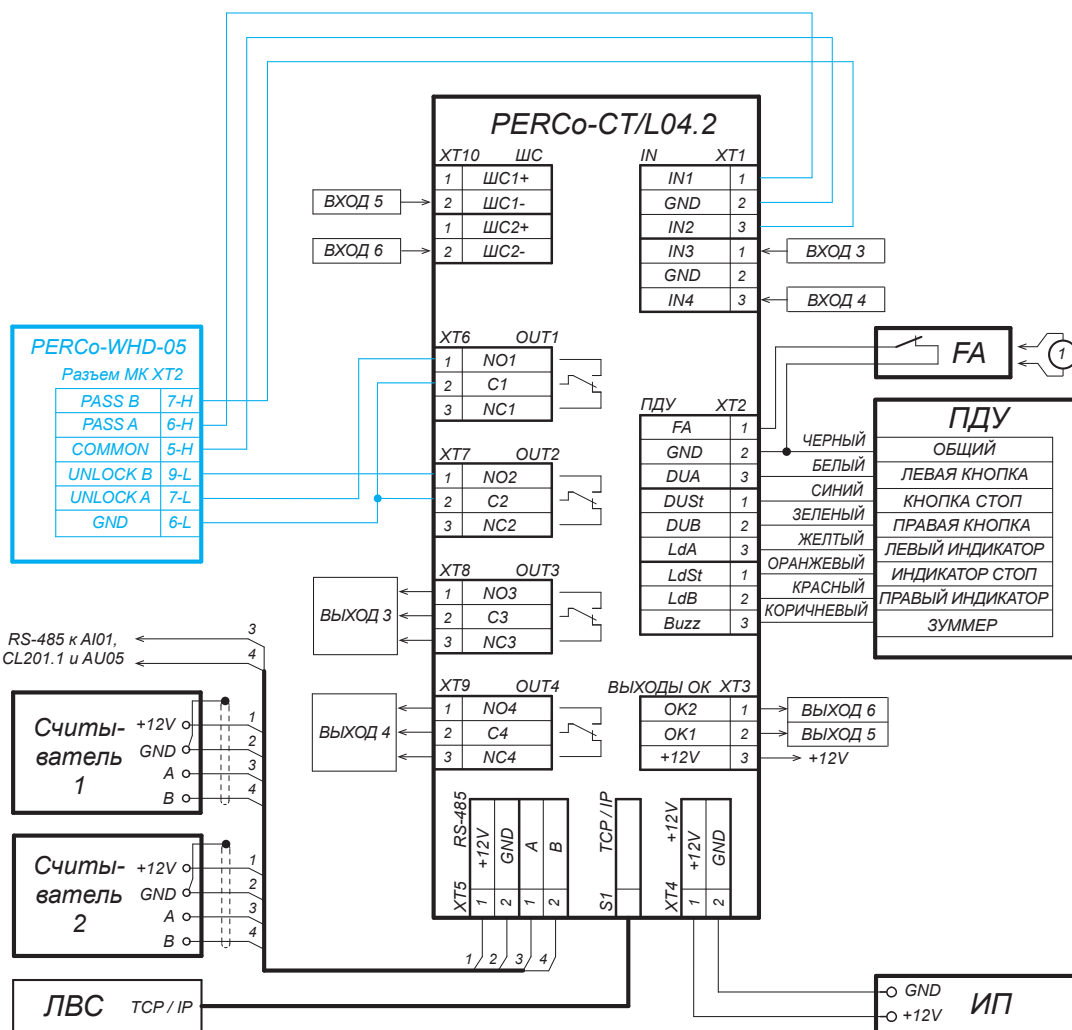 PERCo-CT/L04.2
XT10 ШС
1 ШС1+
2 ШС1-
1 ШС2+
2 ШС2-
ВХОД 5
ВХОД 6
IN XT1
IN1 1
GND 2
IN2 3
IN3 1
GND 2
IN4 3
ВХОД 3
ВХОД 4
PERCo-WHD-05
Разъем МК XT2
PASS B 7-H
PASS A 6-H
COMMON 5-H
UNLOCK B 9-L
UNLOCK A 7-L
GND 6-L
XT6 OUT1
1 NO1
2 C1
3 NC1
XT7 OUT2
1 NO2
2 C2
3 NC2
XT8 OUT3
1 NO3
2 C3
3 NC3
ВЫХОД 3
XT9 OUT4
1 NO4
2 C4
3 NC4
ВЫХОД 4
FA
1
ПДУ XT2
FA 1
GND 2
DUA 3
DUSt 1
DUB 2
LdA 3
LdSt 1
LdB 2
Buzz 3
ЧЕРНЫЙ
БЕЛЫЙ
СИНИЙ
ЗЕЛЕНЫЙ
ЖЕЛТЫЙ
ОРАНЖЕВЫЙ
КРАСНЫЙ
КОРИЧНЕВЫЙ
ПДУ
ОБЩИЙ
ЛЕВАЯ КНОПКА
КНОПКА СТОП
ПРАВАЯ КНОПКА
ЛЕВЫЙ ИНДИКАТОР
ИНДИКАТОР СТОП
ПРАВЫЙ ИНДИКАТОР
ЗУММЕР
ВЫХОДЫ ОК XT3
OK2 1
OK1 2
+12V 3
ВЫХОД 6
ВЫХОД 5
+12V
RS-485 к AI01,
CL201.1 и AU05
3
4
Считы-
ватель
1
+12V 1
GND 2
A 3
B 4
Считы-
ватель
2
+12V 1
GND 2
A 3
B 4
XT5 RS-485
1 +12V
2 GND
1 A
2 B
1 2 3 4
S1 TCP / IP
XT4 +12V
1 +12V
2 GND
ЛВС TCP / IP
ИП
GND
+12V